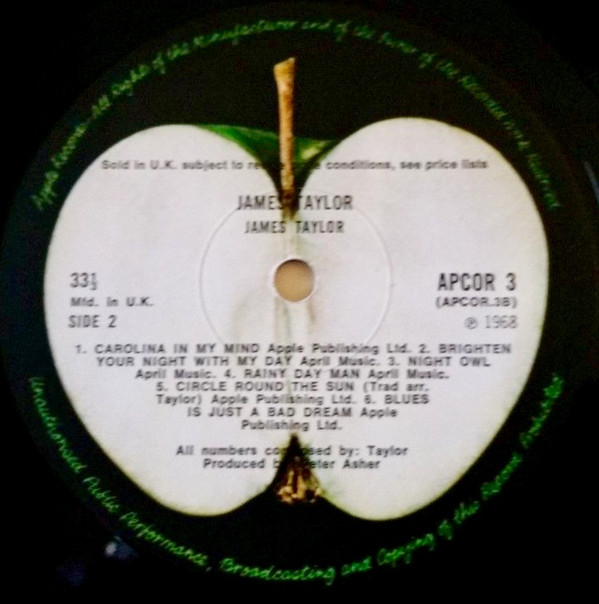 Apple Records. All Rights of the Manufacturer and of the Owner of the Recorded Work Reserved
Sold in U.K. subject to conditions, see price lists
JAMES TAYLOR
JAMES TAYLOR
33⅓
Mfd. in U.K.
SIDE 2
APCOR 3
(APCOR.3B)
℗ 1968
1. CAROLINA IN MY MIND Apple Publishing Ltd. 2. BRIGHTEN
YOUR NIGHT WITH MY DAY April Music. 3. NIGHT OWL
April Music. 4. RAINY DAY MAN April Music.
5. CIRCLE ROUND THE SUN (Trad arr.
Taylor) Apple Publishing Ltd. 6. BLUES
IS JUST A BAD DREAM Apple
Publishing Ltd.
All numbers composed by: Taylor
Produced by Peter Asher
Unauthorised Public Performance, Broadcasting and Copying of this Record Prohibited